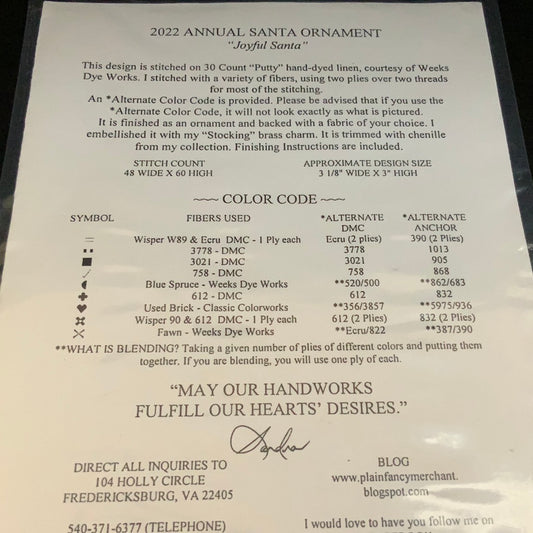 2022 ANNUAL SANTA ORNAMENT
"Joyful Santa"
This design is stitched on 30 Count "Putty" hand-dyed linen, courtesy of Weeks
Dye Works. I stitched with a variety of fibers, using two plies over two threads
for most of the stitching.
An *Alternate Color Code is provided. Please be advised that if you use the
*Alternate Color Code, it will not look exactly as what is pictured.
It is finished as an ornament and backed with a fabric of your choice. I
embellished it with my "Stocking" brass charm. It is trimmed with chenille
from my collection. Finishing Instructions are included.
STITCH COUNT APPROXIMATE DESIGN SIZE
48 WIDE X 60 HIGH 3 1/8" WIDE X 3" HIGH
~~~ COLOR CODE ~~~
SYMBOL FIBERS USED *ALTERNATE DMC *ALTERNATE ANCHOR
Wisper W89 & Ecru DMC - 1 Ply each Ecru (2 plies) 390 (2 Plies)
3778 - DMC 3778 1013
3021 - DMC 3021 905
758 - DMC 758 868
Blue Spruce - Weeks Dye Works **520/500 **862/683
612 - DMC 612 832
Used Brick - Classic Colorworks **356/3857 **5975/936
Wisper 90 & 612 DMC - 1 Ply each 612 (2 Plies) 832 (2 Plies)
Fawn - Weeks Dye Works **Ecru/822 **387/390
**WHAT IS BLENDING? Taking a given number of plies of different colors and putting them
together. If you are blending, you will use one ply of each.
"MAY OUR HANDWORKS
FULFILL OUR HEARTS' DESIRES."
Sandra
DIRECT ALL INQUIRIES TO
104 HOLLY CIRCLE
FREDERICKSBURG, VA 22405
540-371-6377 (TELEPHONE)
BLOG
www.plainfancymerchant.
blogspot.com
I would love to have you follow me on